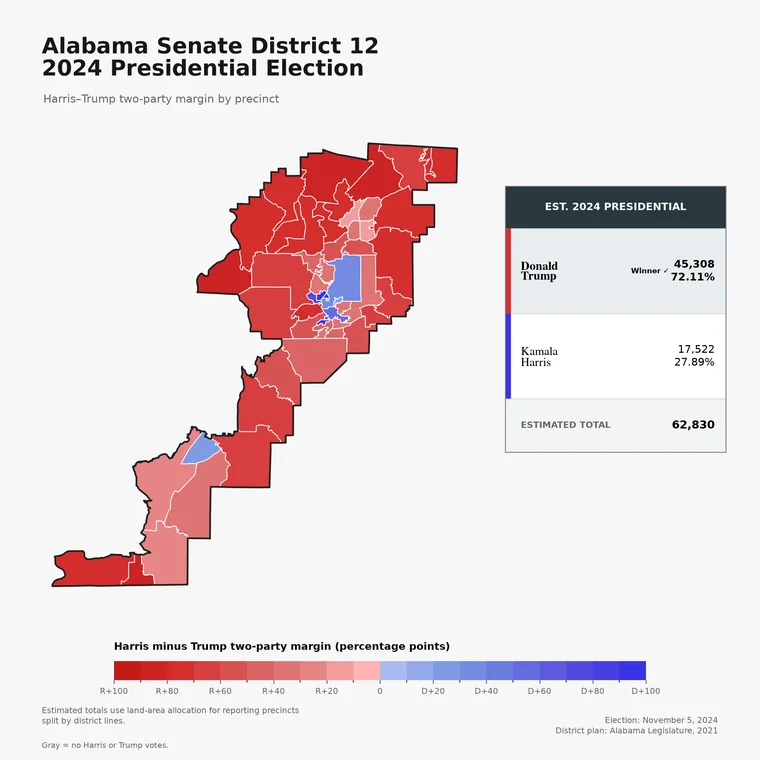 Alabama Senate District 12
2024 Presidential Election
Harris–Trump two-party margin by precinct
EST. 2024 PRESIDENTIAL
Donald
Trump
Winner ✓
45,308
72.11%
Kamala
Harris
17,522
27.89%
ESTIMATED TOTAL
62,830
Harris minus Trump two-party margin (percentage points)
R+100 R+80 R+60 R+40 R+20 0 D+20 D+40 D+60 D+80 D+100
Estimated totals use land-area allocation for reporting precincts
split by district lines.
Gray = no Harris or Trump votes.
Election: November 5, 2024
District plan: Alabama Legislature, 2021